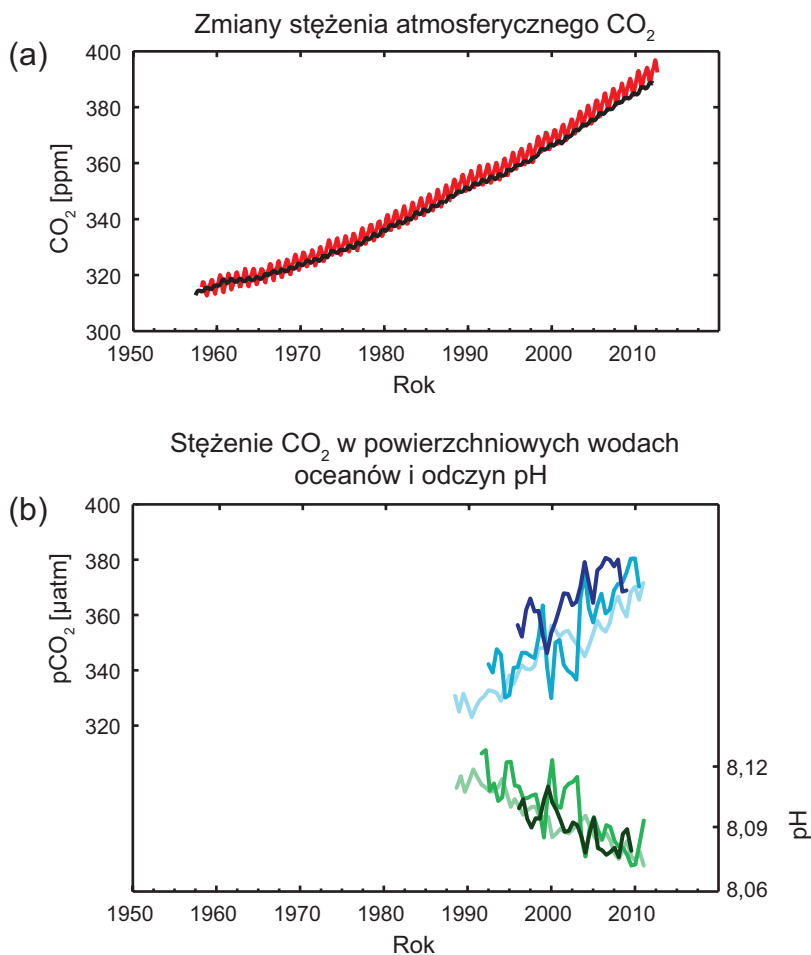 Zmiany stężenia atmosferycznego CO₂
(a)
400
380
360
340
320
300
CO₂ [ppm]
1950 1960 1970 1980 1990 2000 2010
Rok
Stężenie CO₂ w powierzchniowych wodach
oceanów i odczyn pH
(b)
400
380
360
340
320
pCO₂ [µatm]
8,12
8,09
8,06
pH
1950 1960 1970 1980 1990 2000 2010
Rok